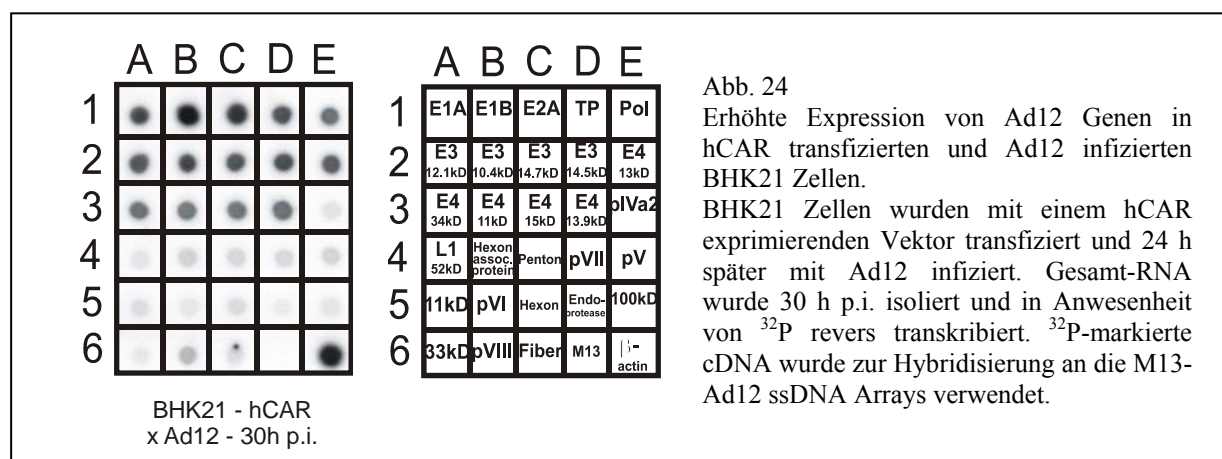 A B C D E
1
2
3
4
5
6
BHK21 - hCAR
x Ad12 - 30h p.i.
A B C D E
1 E1A E1B E2A TP Pol
2 E3 12.1kD E3 10.4kD E3 14.7kD E3 14.5kD E4 13kD
3 E4 34kD E4 11kD E4 15kD E4 13.9kD pIVa2
4 L1 52kD Hexon assoc. protein Penton pVII pV
5 11kD pVI Hexon Endo- protease 100kD
6 33kD pVIII Fiber M13 β- actin
Abb. 24
Erhöhte Expression von Ad12 Genen in
hCAR transfizierten und Ad12 infizierten
BHK21 Zellen.
BHK21 Zellen wurden mit einem hCAR
exprimierenden Vektor transfiziert und 24 h
später mit Ad12 infiziert. Gesamt-RNA
wurde 30 h p.i. isoliert und in Anwesenheit
von ³²P revers transkribiert. ³²P-markierte
cDNA wurde zur Hybridisierung an die M13-
Ad12 ssDNA Arrays verwendet.